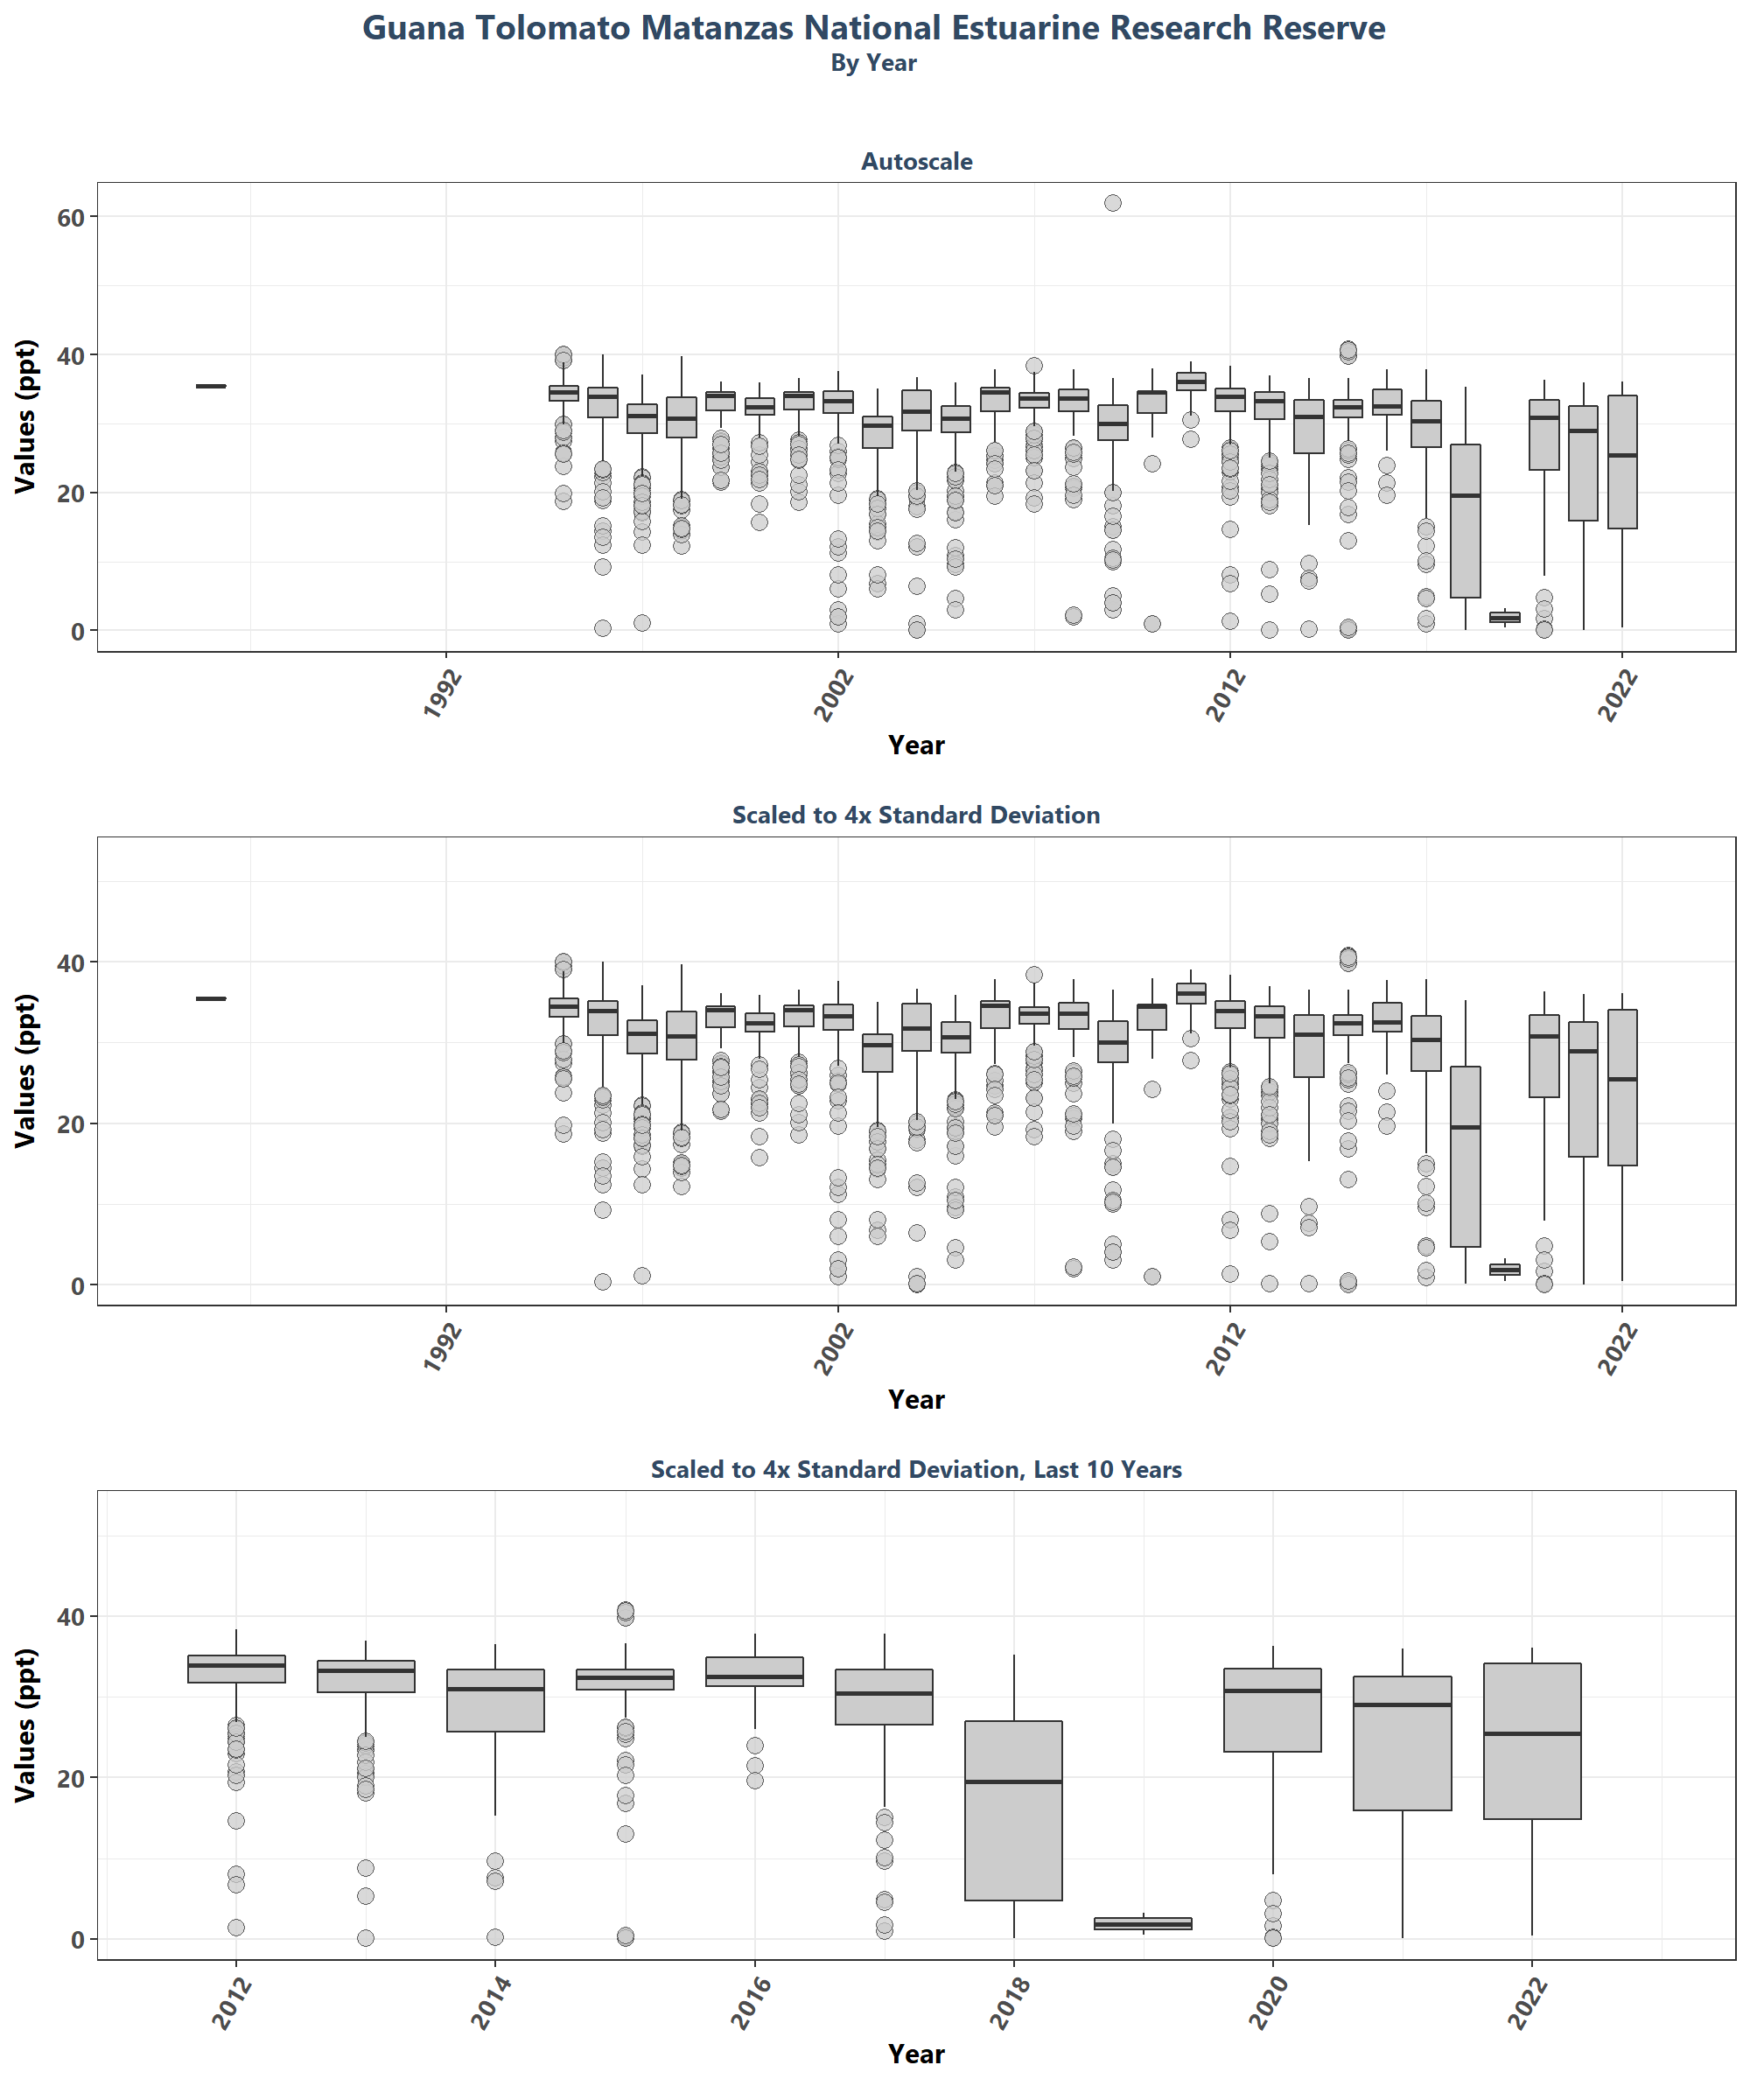 Guana Tolomato Matanzas National Estuarine Research Reserve
By Year
Autoscale
Values (ppt)
60
40
20
0
1992
2002
2012
2022
Year
Scaled to 4x Standard Deviation
Values (ppt)
40
20
0
1992
2002
2012
2022
Year
Scaled to 4x Standard Deviation, Last 10 Years
Values (ppt)
40
20
0
2012
2014
2016
2018
2020
2022
Year